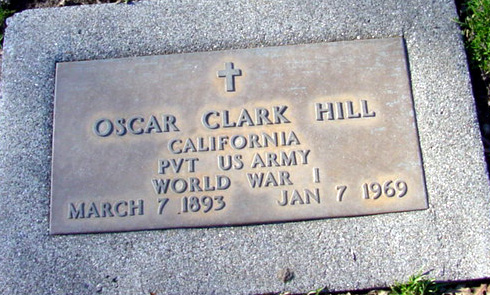 OSCAR CLARK HILL
CALIFORNIA
PVT US ARMY
WORLD WAR I
MARCH 7 1893 JAN 7 1969